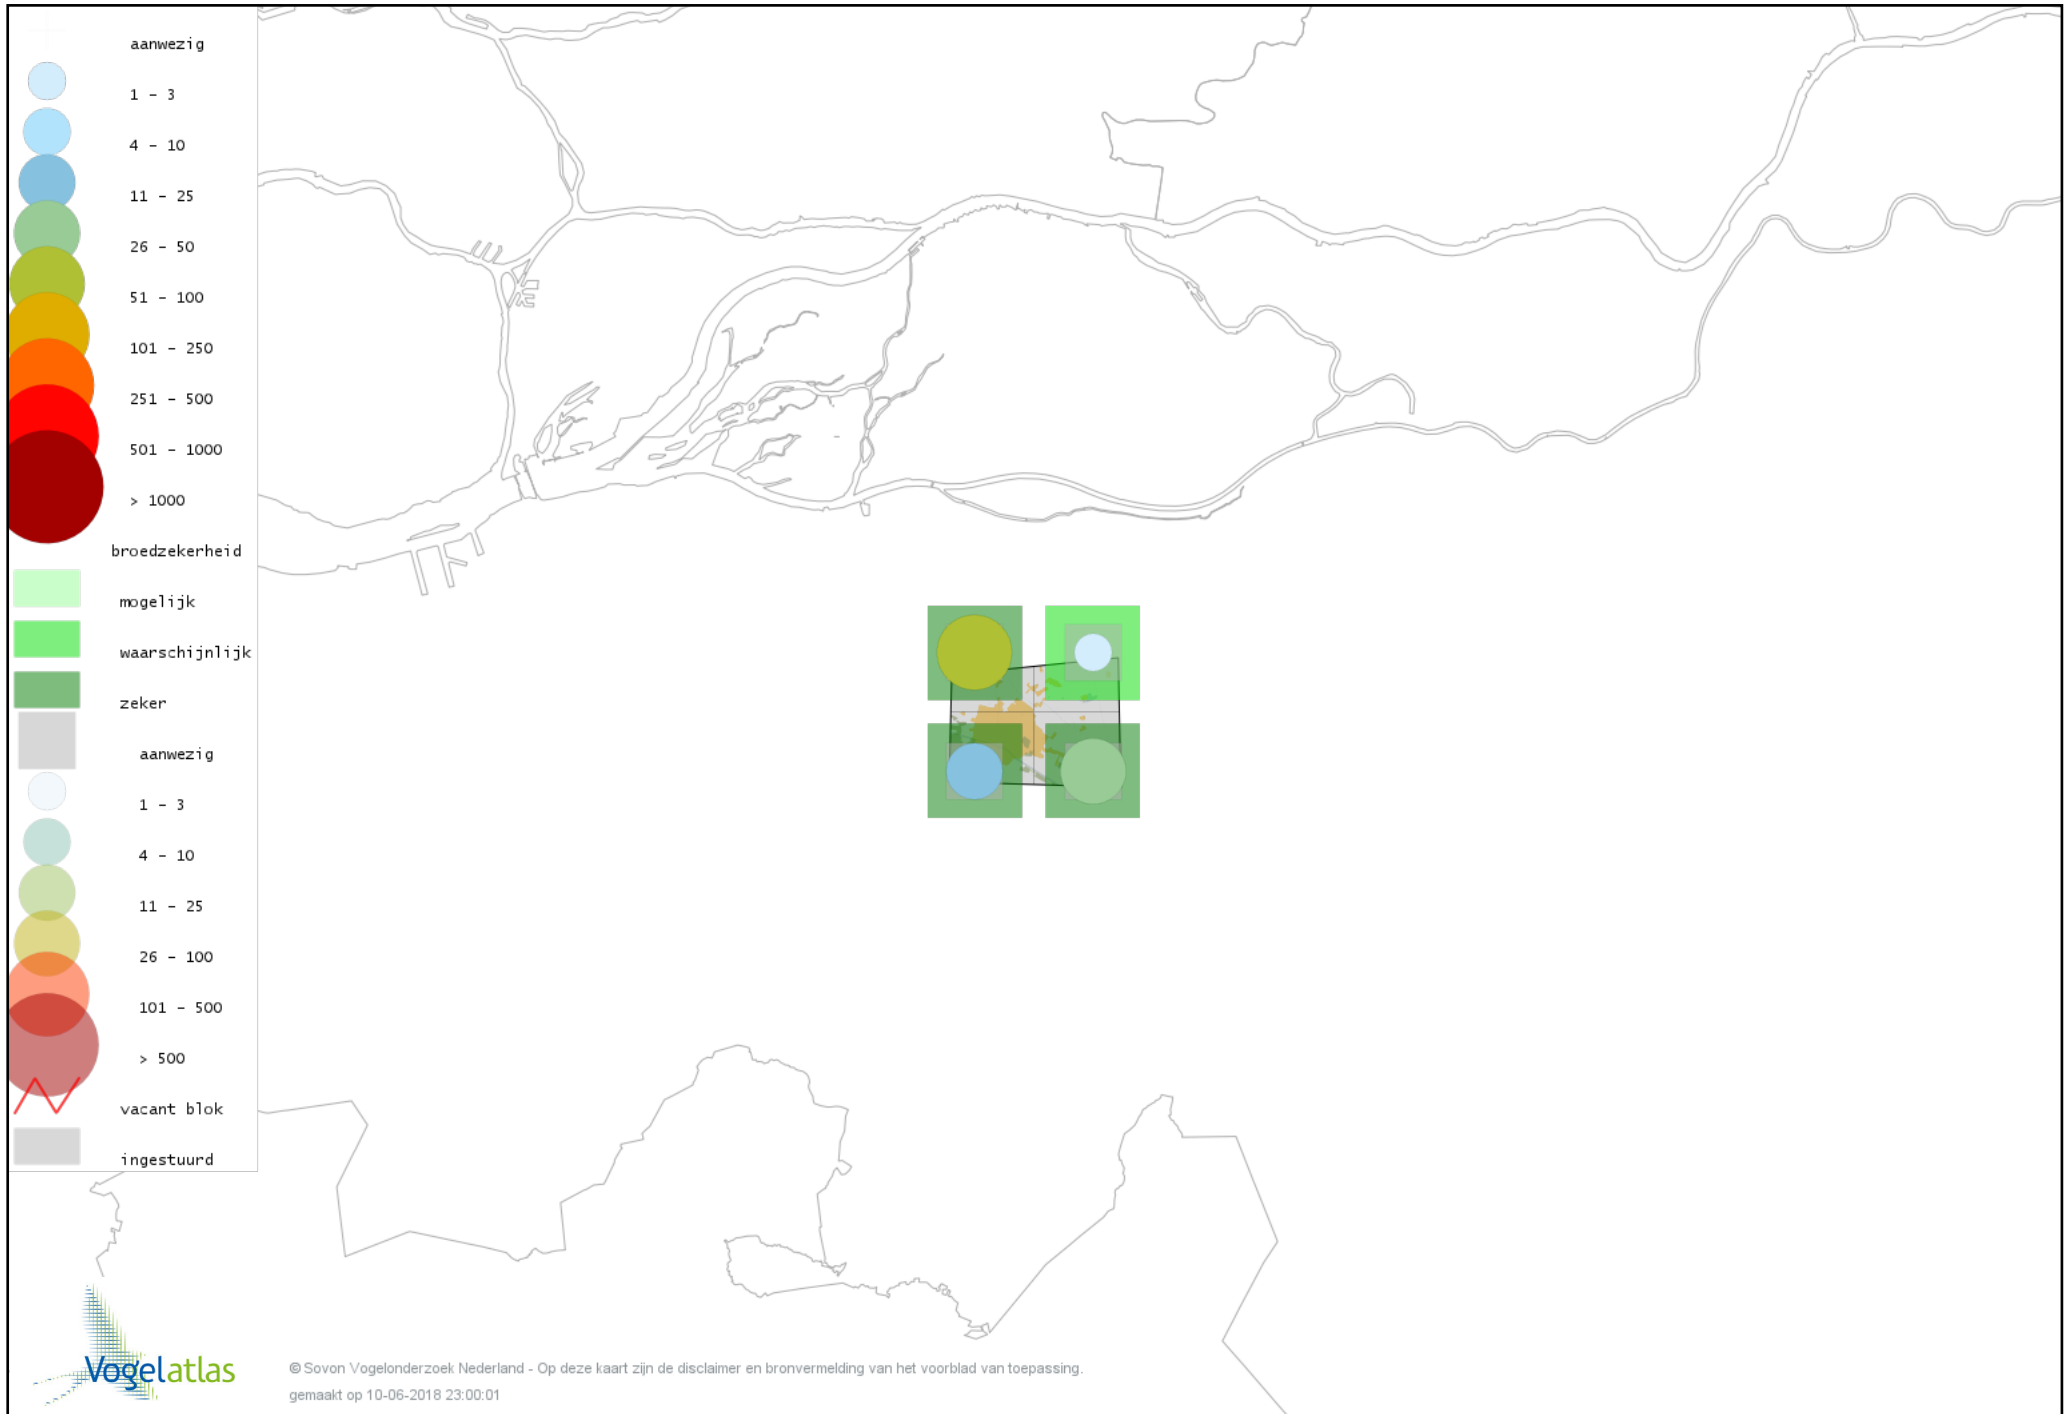 aanwezig
1 – 3
4 – 10
11 – 25
26 – 50
51 – 100
101 – 250
251 – 500
501 – 1000
> 1000
broedzekerheid
mogelijk
waarschijnlijk
zeker
aanwezig
1 – 3
4 – 10
11 – 25
26 – 100
101 – 500
> 500
vacant blok
ingestuurd
Vogelatlas
© Sovon Vogelonderzoek Nederland - Op deze kaart zijn de disclaimer en bronvermelding van het voorblad van toepassing.
gemaakt op 10-06-2018 23:00:01